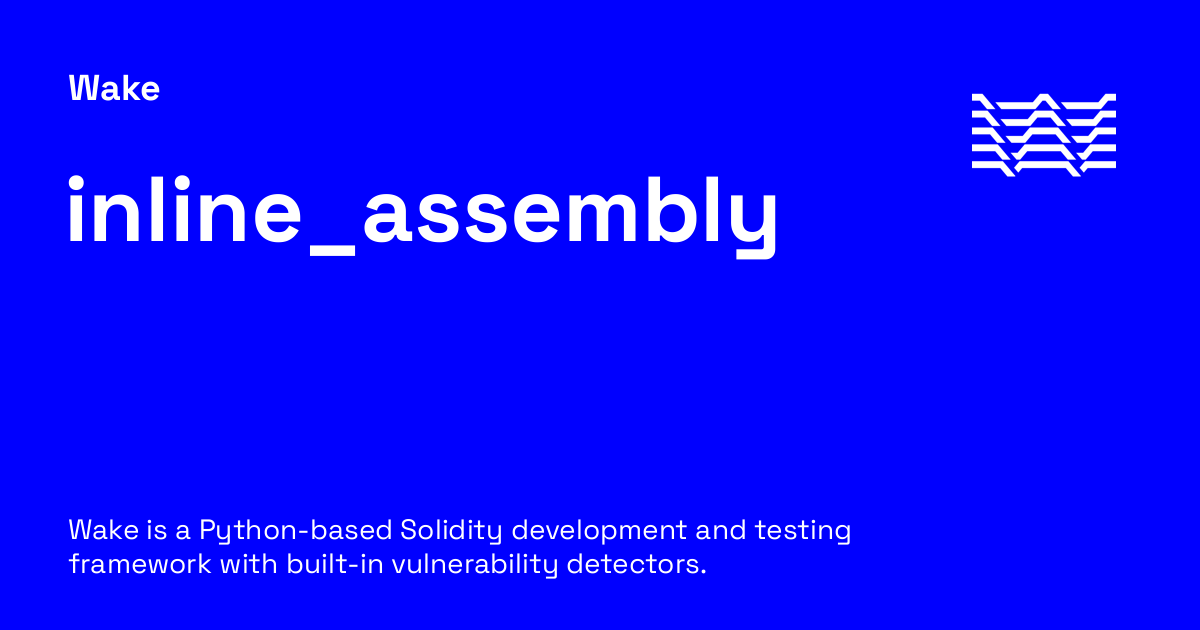 Wake
inline_assembly
Wake is a Python-based Solidity development and testing
framework with built-in vulnerability detectors.